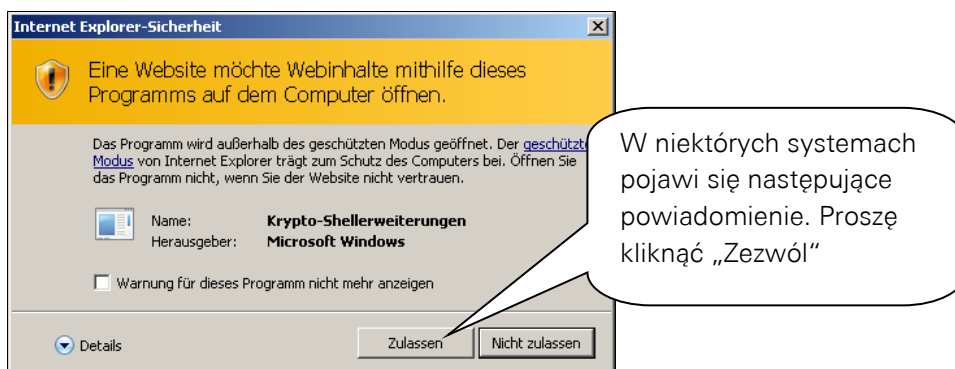 Internet Explorer-Sicherheit
Eine Website möchte Webinhalte mithilfe dieses
Programms auf dem Computer öffnen.
Das Programm wird außerhalb des geschützten Modus geöffnet. Der geschützte
Modus von Internet Explorer trägt zum Schutz des Computers bei. Öffnen Sie
das Programm nicht, wenn Sie der Website nicht vertrauen.
Name: Krypto-Shellerweiterungen
Herausgeber: Microsoft Windows
Warnung für dieses Programm nicht mehr anzeigen
Details
Zulassen
Nicht zulassen
W niektórych systemach
pojawi się następujące
powiadomienie. Proszę
kliknąć „Zezwól“